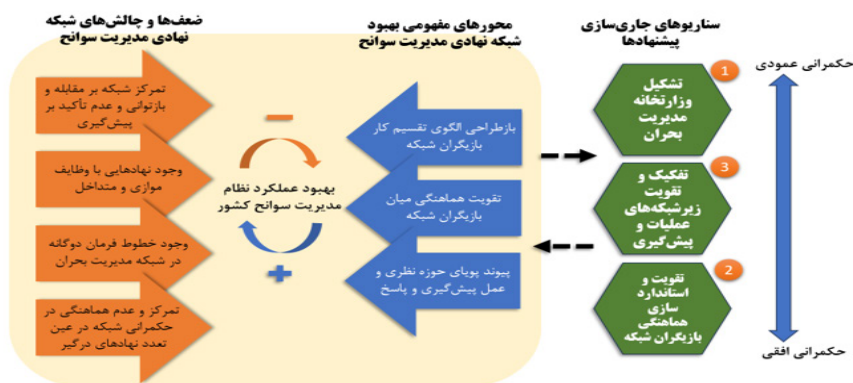 سناریوهای جاری‌سازی
پیشنهادها
محورهای مفهومی بهبود
شبکه نهادی مدیریت سوانح
ضعف‌ها و چالش‌های شبکه
نهادی مدیریت سوانح
حکمرانی عمودی
حکمرانی افقی
1
تشکیل
وزارتخانه
مدیریت
بحران
3
تفکیک و
تقویت
زیرشبکه‌های
عملیات و
پیش‌گیری
2
تقویت و
استاندارد
سازی
هماهنگی
بازیگران شبکه
بازطراحی الگوی تقسیم کار
بازیگران شبکه
تقویت هماهنگی میان
بازیگران شبکه
پیوند پویای حوزه نظری و
عمل پیش‌گیری و پاسخ
−
بهبود عملکرد نظام
مدیریت سوانح کشور
+
تمرکز شبکه بر مقابله و
بازتوانی و عدم تأکید بر
پیش‌گیری
وجود نهادهایی با وظایف
موازی و متداخل
وجود خطوط فرمان دوگانه
در شبکه مدیریت بحران
تمرکز و عدم هماهنگی در
حکمرانی شبکه در عین
تعدد نهادهای درگیر